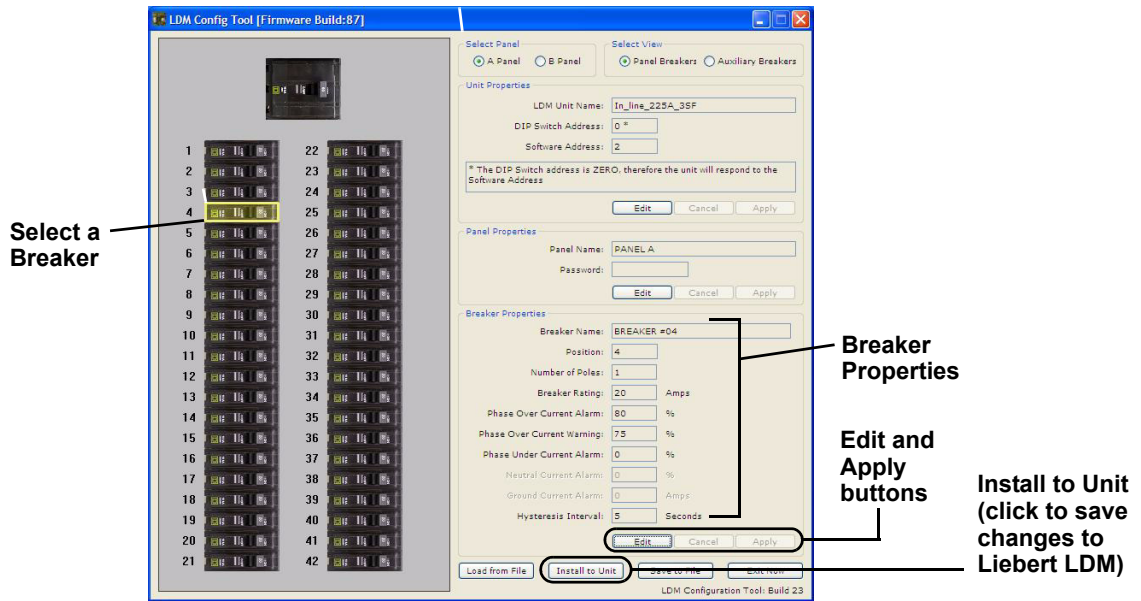 LDM Config Tool [Firmware Build:87]
Select Panel
A Panel
B Panel
Select View
Panel Breakers
Auxiliary Breakers
Unit Properties
LDM Unit Name: In_line_225A_3SF
DIP Switch Address: 0 *
Software Address: 2
* The DIP Switch address is ZERO, therefore the unit will respond to the
Software Address
Edit
Cancel
Apply
Panel Properties
Panel Name: PANEL A
Password:
Edit
Cancel
Apply
Breaker Properties
Breaker Name: BREAKER #04
Position: 4
Number of Poles: 1
Breaker Rating: 20 Amps
Phase Over Current Alarm: 80 %
Phase Over Current Warning: 75 %
Phase Under Current Alarm: 0 %
Neutral Current Alarm: 0 %
Ground Current Alarm: 0 Amps
Hysteresis Interval: 5 Seconds
Edit
Cancel
Apply
Load from File
Install to Unit
Save to File
Exit Now
LDM Configuration Tool: Build 23
1 22
2 23
3 24
4 25
5 26
6 27
7 28
8 29
9 30
10 31
11 32
12 33
13 34
14 35
15 36
16 37
17 38
18 39
19 40
20 41
21 42
Select a
Breaker
Breaker
Properties
Edit and
Apply
buttons
Install to Unit
(click to save
changes to
Liebert LDM)